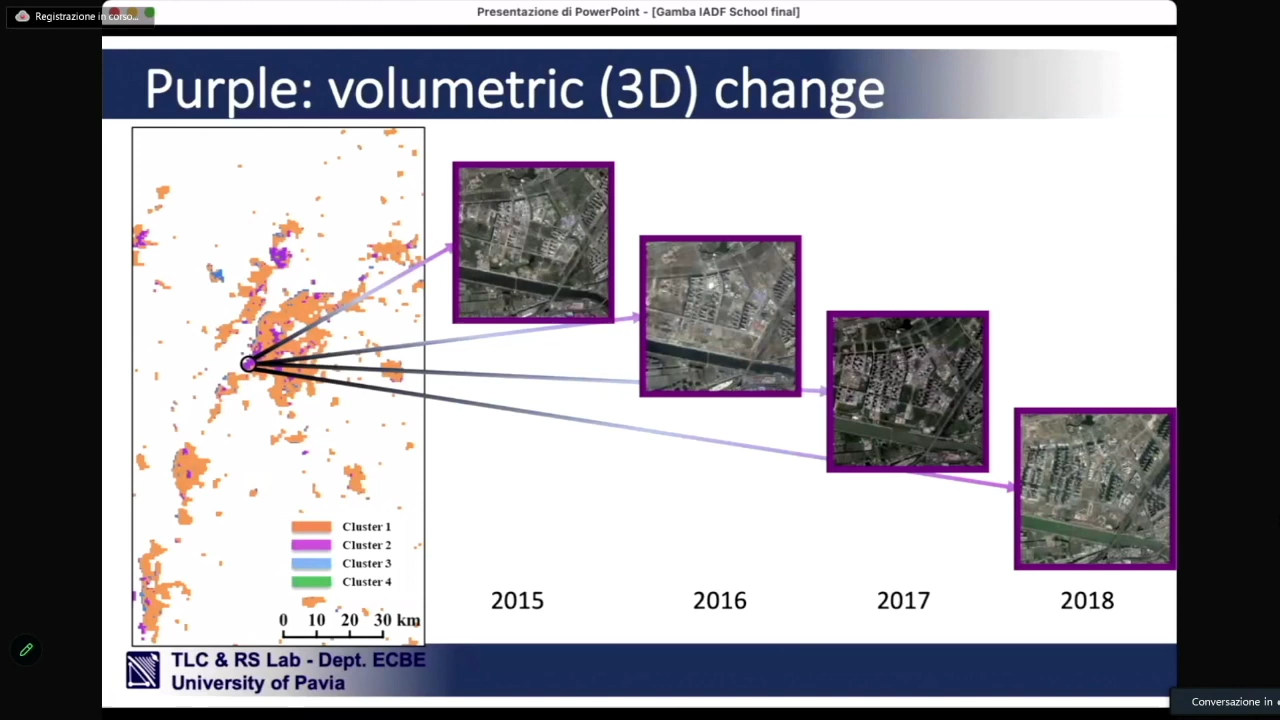 Registrazione in corso...
Presentazione di PowerPoint - [Gamba IADF School final]
Purple: volumetric (3D) change
Cluster 1
Cluster 2
Cluster 3
Cluster 4
0 10 20 30 km
2015 2016 2017 2018
TLC & RS Lab - Dept. ECBE
University of Pavia
Conversazione in